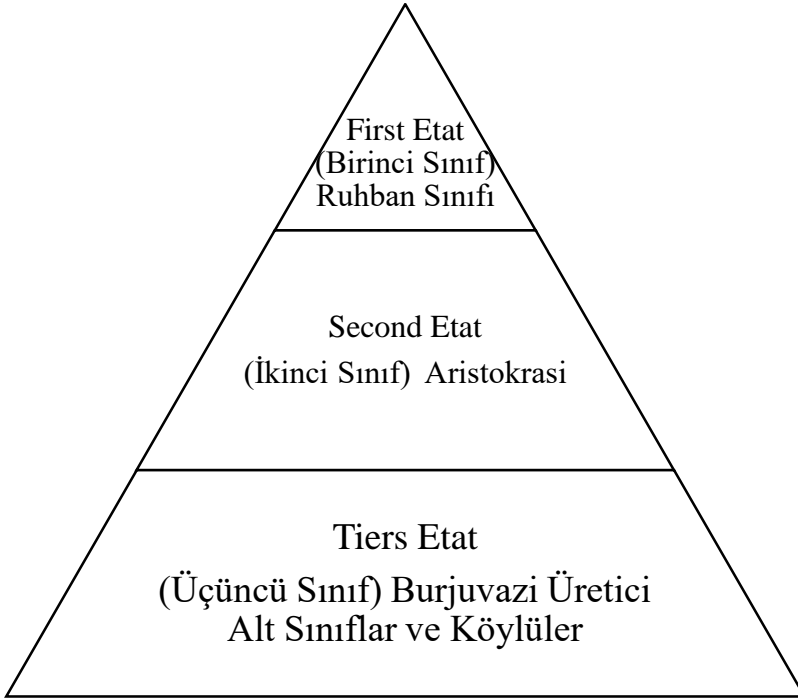 First Etat
(Birinci Sınıf)
Ruhban Sınıfı
Second Etat
(İkinci Sınıf) Aristokrasi
Tiers Etat
(Üçüncü Sınıf) Burjuvazi Üretici
Alt Sınıflar ve Köylüler